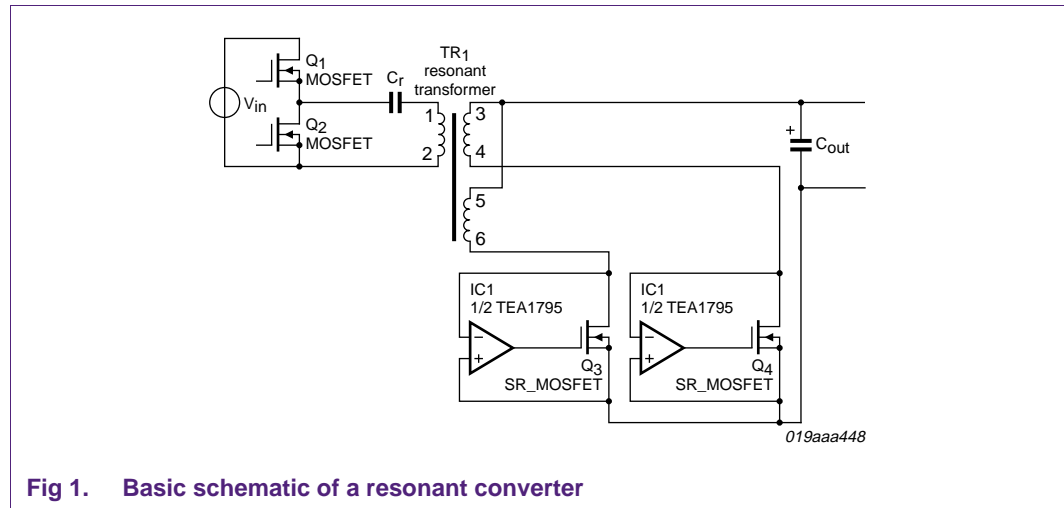 TR1
resonant
transformer
Q1
MOSFET
Cr
Vin
Q2
MOSFET
1
2
3
4
5
6
+
Cout
IC1
1/2 TEA1795
−
+
Q3
SR_MOSFET
IC1
1/2 TEA1795
−
+
Q4
SR_MOSFET
019aaa448
Fig 1. Basic schematic of a resonant converter